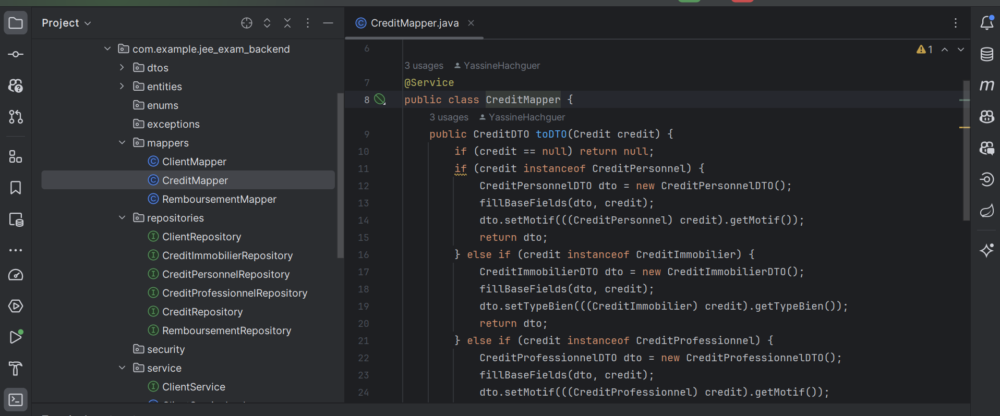 Project
com.example.jee_exam_backend
dtos
entities
enums
exceptions
mappers
ClientMapper
CreditMapper
RemboursementMapper
repositories
ClientRepository
CreditImmobilierRepository
CreditPersonnelRepository
CreditProfessionnelRepository
CreditRepository
RemboursementRepository
security
service
ClientService
CreditMapper.java
1
6
3 usages YassineHachguer
7 @Service
8 public class CreditMapper {
3 usages YassineHachguer
9 public CreditDTO toDTO(Credit credit) {
10 if (credit == null) return null;
11 if (credit instanceof CreditPersonnel) {
12 CreditPersonnelDTO dto = new CreditPersonnelDTO();
13 fillBaseFields(dto, credit);
14 dto.setMotif(((CreditPersonnel) credit).getMotif());
15 return dto;
16 } else if (credit instanceof CreditImmobilier) {
17 CreditImmobilierDTO dto = new CreditImmobilierDTO();
18 fillBaseFields(dto, credit);
19 dto.setTypeBien(((CreditImmobilier) credit).getTypeBien());
20 return dto;
21 } else if (credit instanceof CreditProfessionnel) {
22 CreditProfessionnelDTO dto = new CreditProfessionnelDTO();
23 fillBaseFields(dto, credit);
24 dto.setMotif(((CreditProfessionnel) credit).getMotif());
m